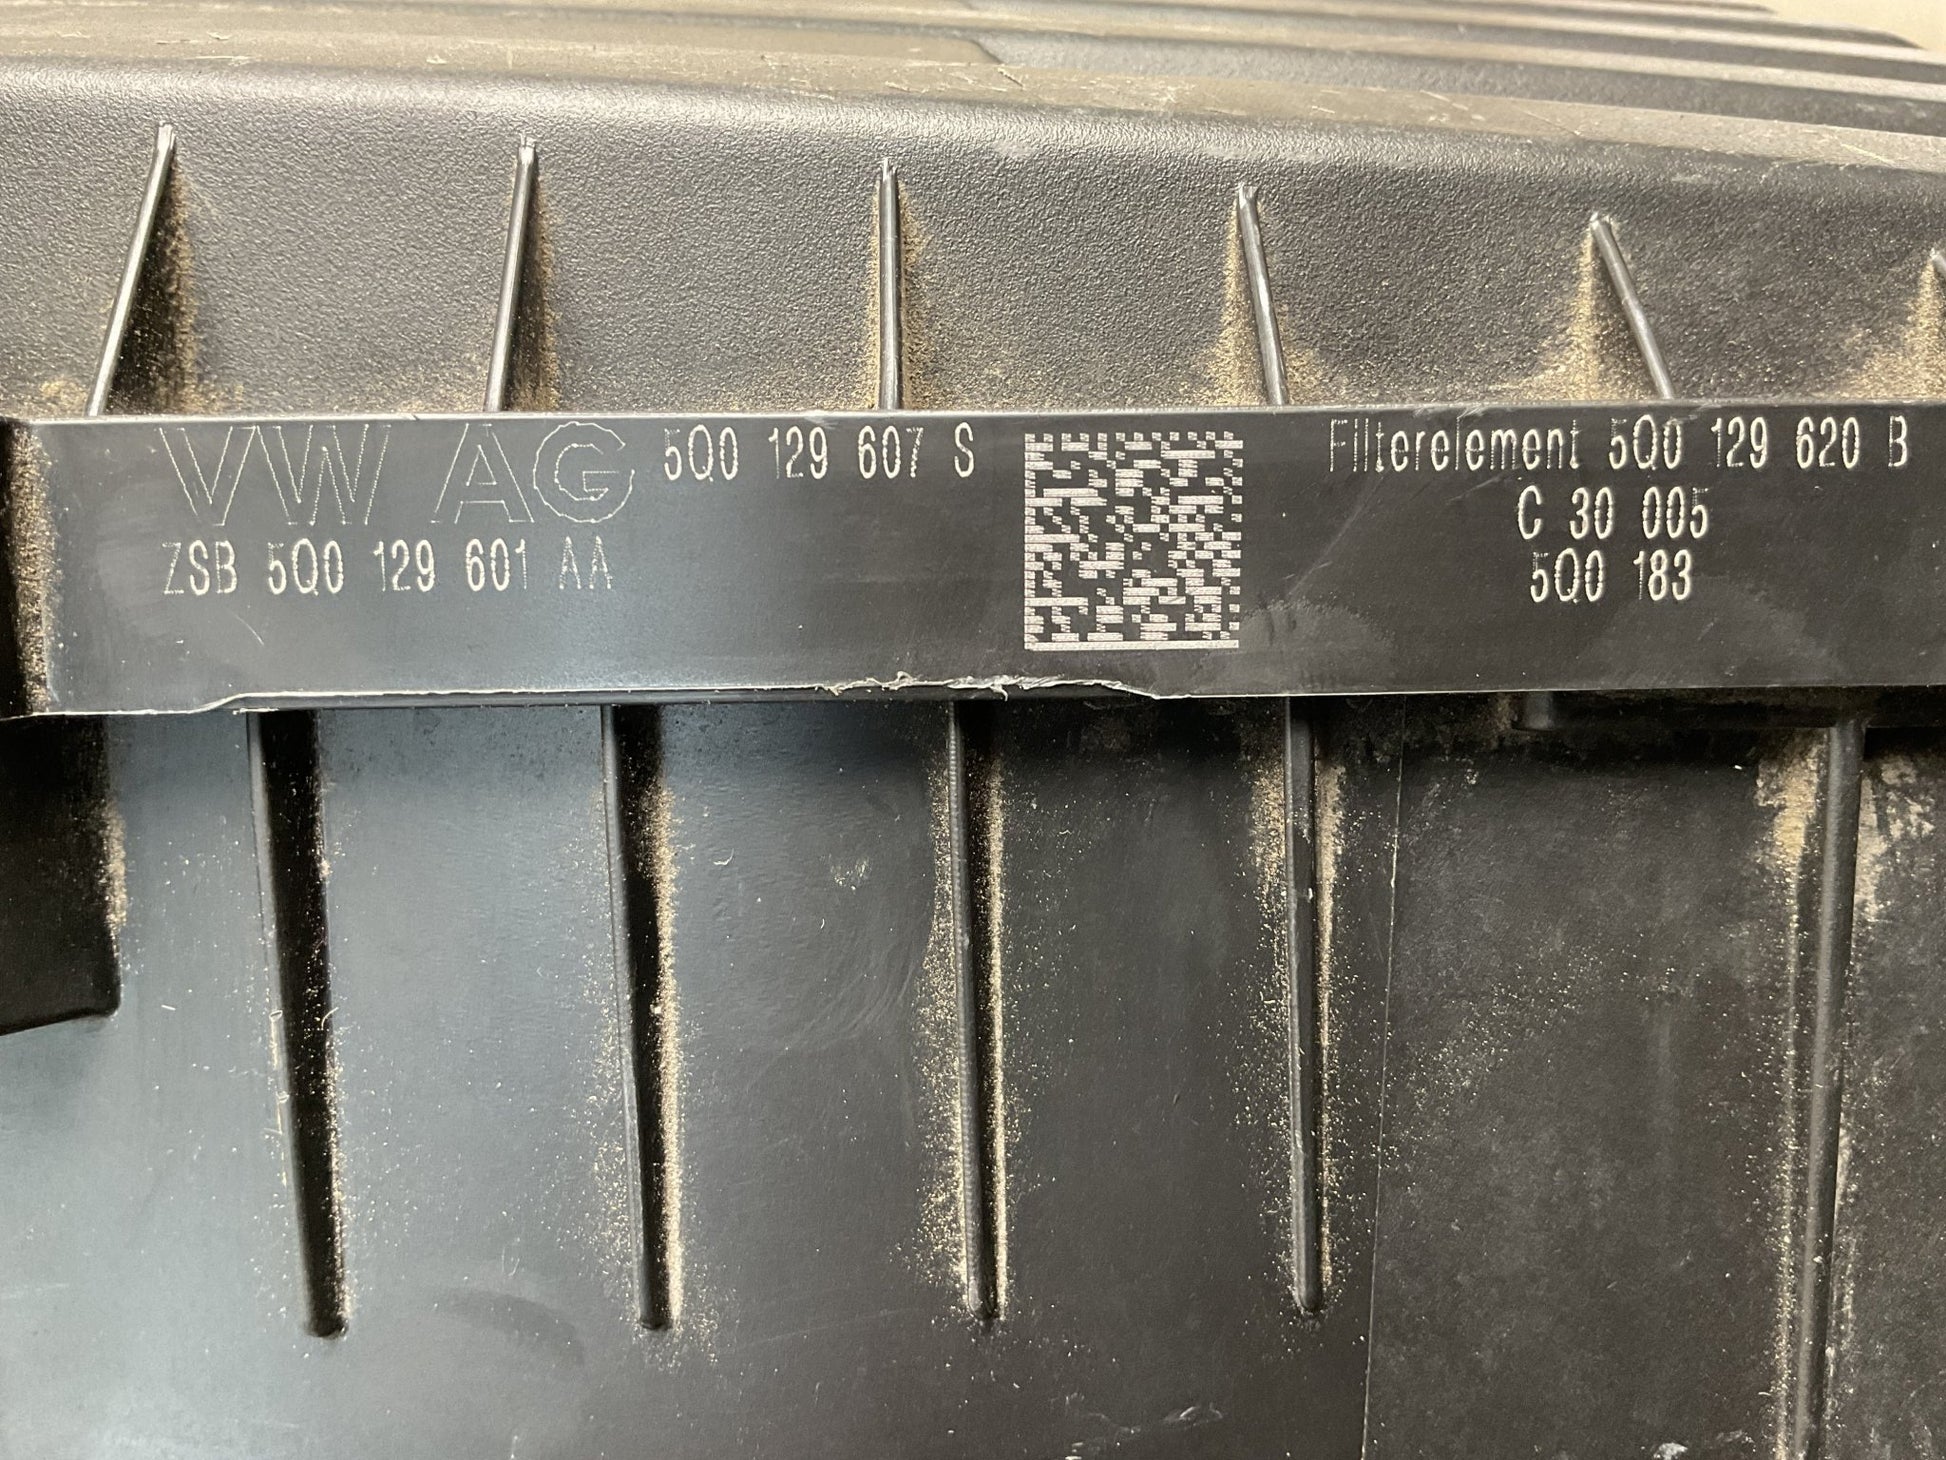 VW AG 5Q0 129 607 S
ZSB 5Q0 129 601 AA
Filterelement 5Q0 129 620 B
C 30 005
5Q0 183